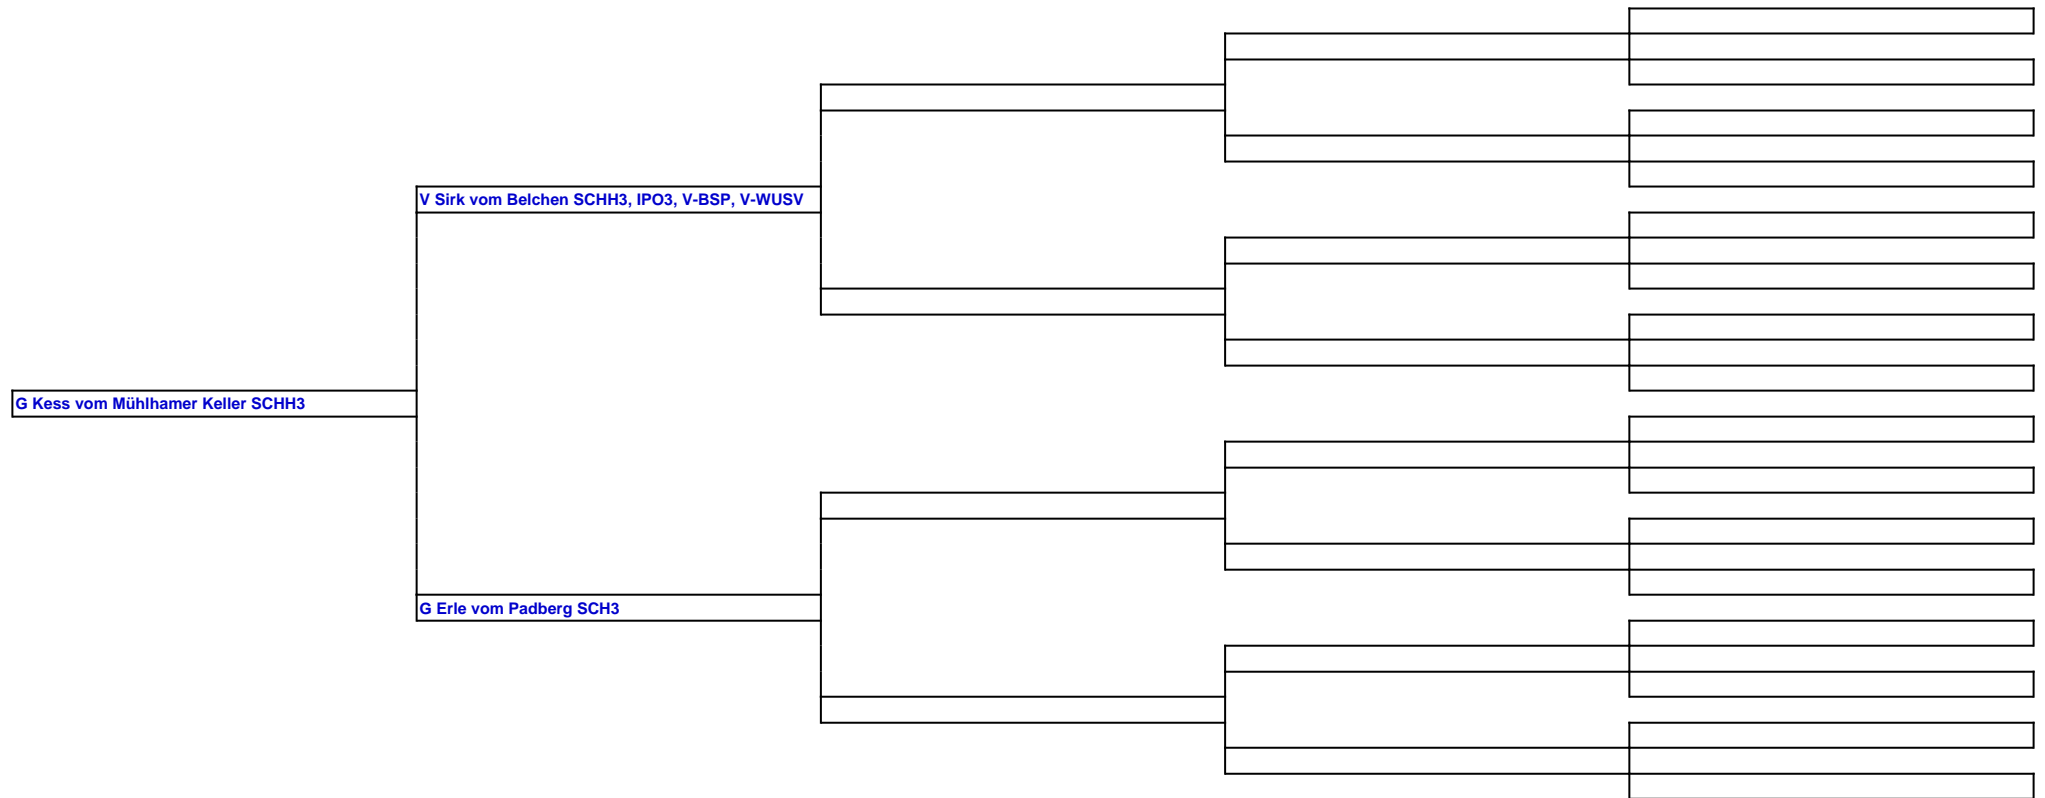 V Sirk vom Belchen SCHH3, IPO3, V-BSP, V-WUSV
G Kess vom Mühlhamer Keller SCHH3
G Erle vom Padberg SCH3